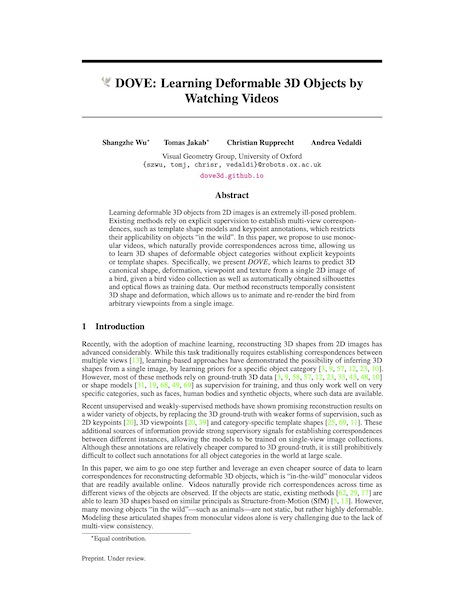 DOVE: Learning Deformable 3D Objects by
Watching Videos
Shangzhe Wu* Tomas Jakab* Christian Rupprecht Andrea Vedaldi
Visual Geometry Group, University of Oxford
{szwu, tomj, chrisr, vedaldi}@robots.ox.ac.uk
dove3d.github.io
Abstract
Learning deformable 3D objects from 2D images is an extremely ill-posed problem.
Existing methods rely on explicit supervision to establish multi-view correspon-
dences, such as template shape models and keypoint annotations, which restricts
their applicability on objects "in the wild". In this paper, we propose to use monoc-
ular videos, which naturally provide correspondences across time, allowing us
to learn 3D shapes of deformable object categories without explicit keypoints
or template shapes. Specifically, we present DOVE, which learns to predict 3D
canonical shape, deformation, viewpoint and texture from a single 2D image of
a bird, given a bird video collection as well as automatically obtained silhouettes
and optical flows as training data. Our method reconstructs temporally consistent
3D shape and deformation, which allows us to animate and re-render the bird from
arbitrary viewpoints from a single image.
1 Introduction
Recently, with the adoption of machine learning, reconstructing 3D shapes from 2D images has
advanced considerably. While this task traditionally requires establishing correspondences between
multiple views [13], learning-based approaches have demonstrated the possibility of inferring 3D
shapes from a single image, by learning priors for a specific object category [3, 9, 57, 12, 23, 10].
However, most of these methods rely on ground-truth 3D data
or shape models [31, 19, 68, 49, 69] as supervision for training, and thus only work well on very
specific categories, such as faces, human bodies and synthetic objects, where such data are available.
Recent unsupervised and weakly-supervised methods have shown promising reconstruction results on
a wider variety of objects, by replacing the 3D ground-truth with weaker forms of supervision, such as
2D keypoints [20], 3D viewpoints [20, 59] and category-specific template shapes [25, 69, 11]. These
additional sources of information provide strong supervisory signals for establishing correspondences
between different instances, allowing the models to be trained on single-view image collections.
Although these annotations are relatively cheaper compared to 3D ground-truth, it is still prohibitively
difficult to collect such annotations for all object categories in the world at large scale.
In this paper, we aim to go one step further and leverage an even cheaper source of data to learn
correspondences for reconstructing deformable 3D objects, which is "in-the-wild" monocular videos
that are readily available online. Videos naturally provide rich correspondences across time as
different views of the objects are observed. If the objects are static, existing methods [62, 29, 17] are
able to learn 3D shapes based on similar principals as Structure-from-Motion (SfM) [5, 13]. However,
many moving objects "in the wild"—such as animals—are not static, but rather highly deformable.
Modeling these articulated shapes from monocular videos alone is very challenging due to the lack of
multi-view consistency.
*Equal contribution.
Preprint. Under review.